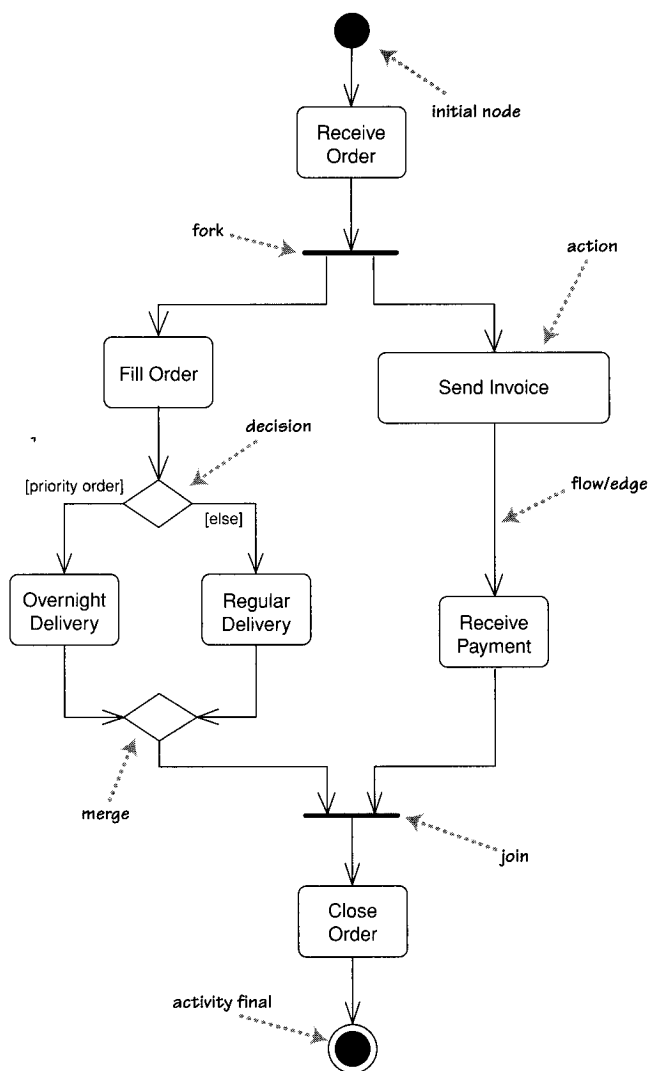 initial node
Receive
Order
fork
action
Fill Order
Send Invoice
decision
[priority order]
[else]
flow/edge
Overnight
Delivery
Regular
Delivery
Receive
Payment
merge
join
Close
Order
activity final